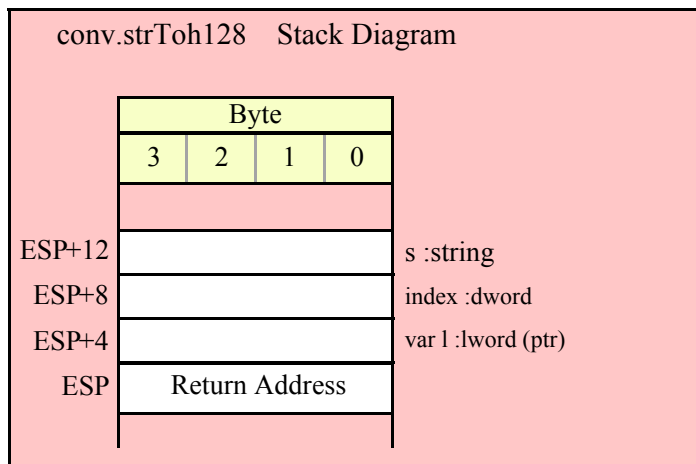 conv.strToh128 Stack Diagram
Byte
3 2 1 0
ESP+12 s :string
ESP+8 index :dword
ESP+4 var l :lword (ptr)
ESP Return Address